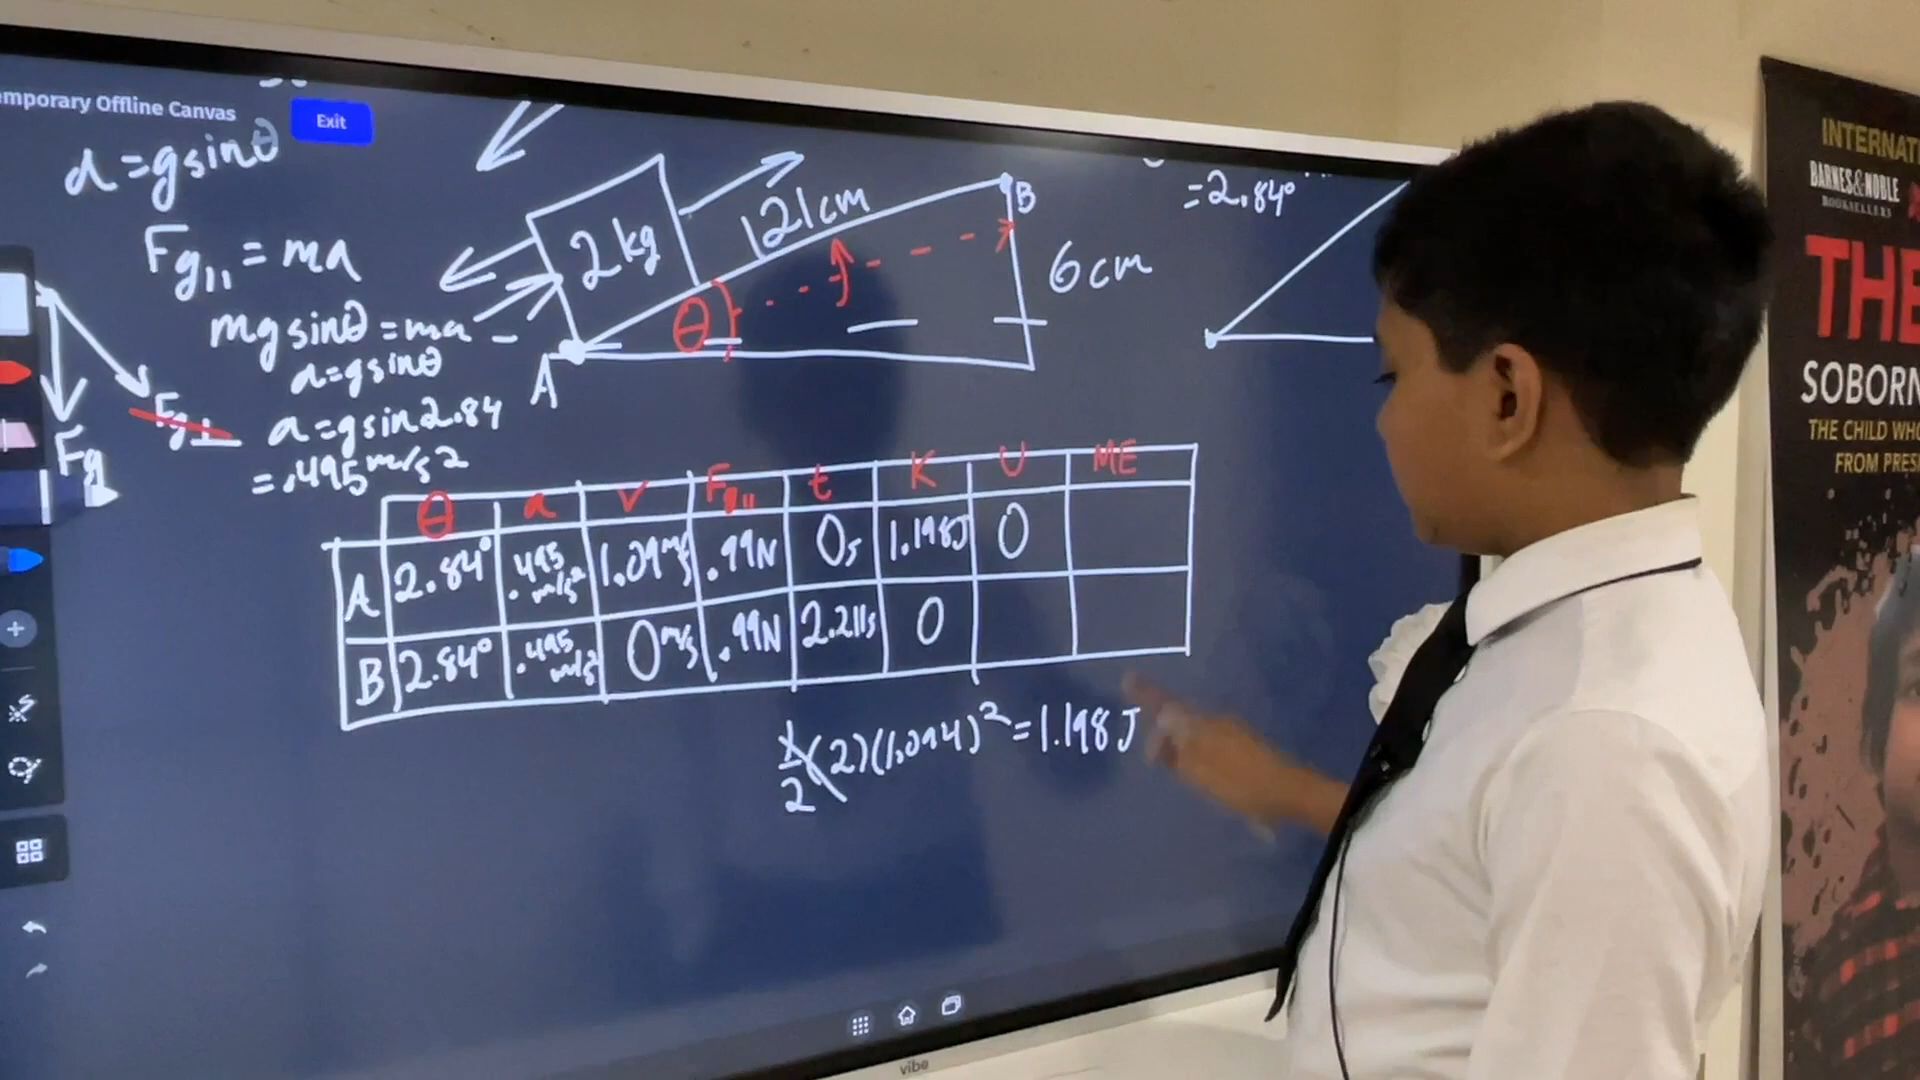 emporary Offline Canvas
Exit
a=gsinθ
Fg,, = ma
mgsinθ=ma
a=gsinθ
a=gsin2.84
=.495m/s²
Fg⊥
Fg
2kg
121cm
B
6cm
θ
A
=2.84°
θ a V Fg,, t K U ME
A 2.84° .495 m/s² 1.09m/s .99N 0s 1.198J 0
B 2.84° .495 m/s² 0m/s .99N 2.211s 0
1/2(2)(1.094)²=1.198J
vibe
INTERNATI
BARNES&NOBLE
BOOKSELLERS
THE
SOBORN
THE CHILD WHO
FROM PRES